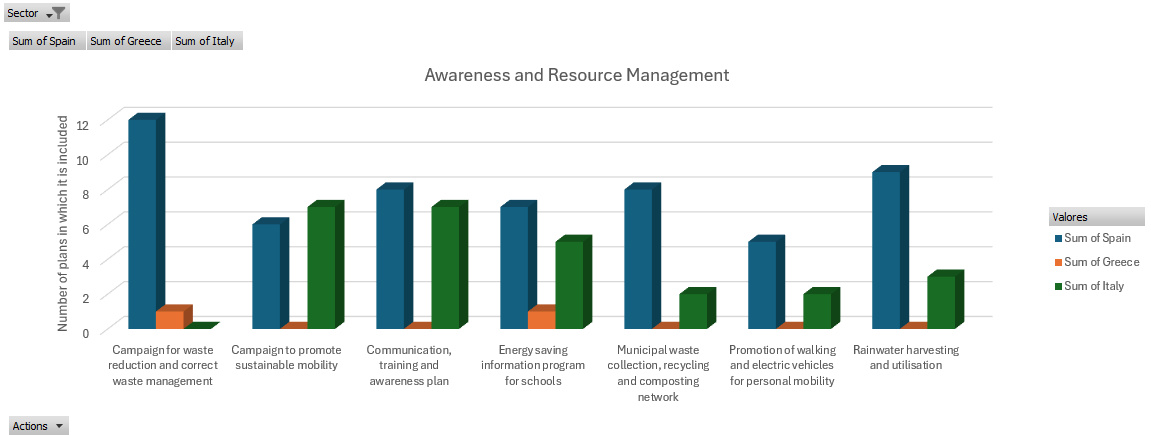 Sector
Sum of Spain Sum of Greece Sum of Italy
Awareness and Resource Management
Number of plans in which it is included
12
10
8
6
4
2
0
Campaign for waste
reduction and correct
waste management
Campaign to promote
sustainable mobility
Communication,
training and
awareness plan
Energy saving
information program
for schools
Municipal waste
collection, recycling
and composting
network
Promotion of walking
and electric vehicles
for personal mobility
Rainwater harvesting
and utilisation
Valores
Sum of Spain
Sum of Greece
Sum of Italy
Actions